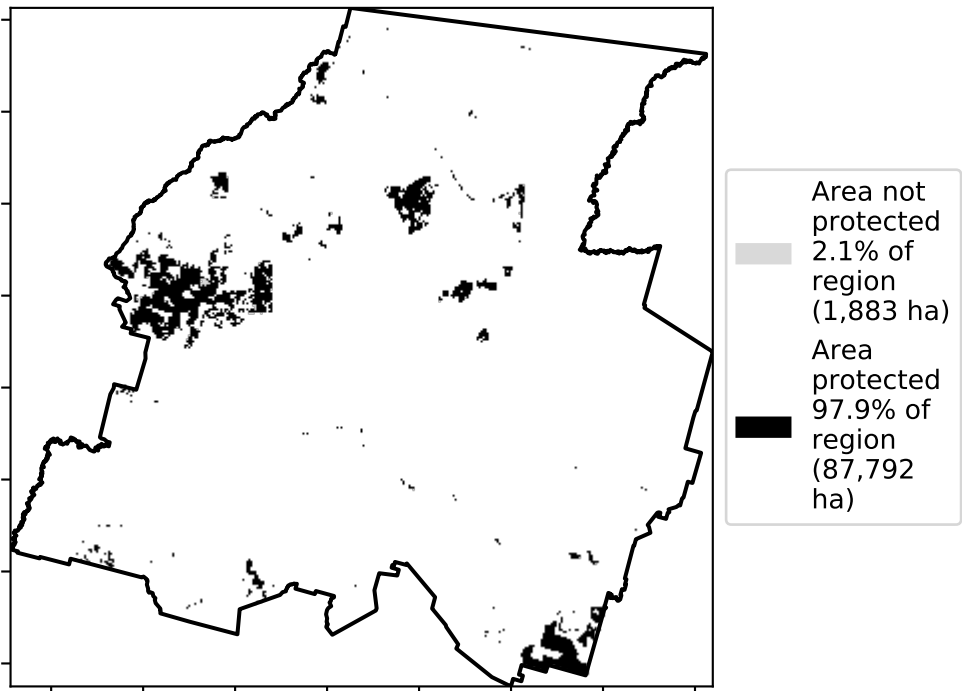 Area not
protected
2.1% of
region
(1,883 ha)
Area
protected
97.9% of
region
(87,792
ha)